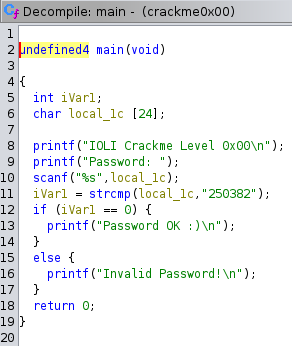 Decompile: main - (crackme0x00)
1
2 undefined4 main(void)
3
4 {
5 int iVar1;
6 char local_1c [24];
7
8 printf("IOLI Crackme Level 0x00\n");
9 printf("Password: ");
10 scanf("%s",local_1c);
11 iVar1 = strcmp(local_1c,"250382");
12 if (iVar1 == 0) {
13 printf("Password OK :)\n");
14 }
15 else {
16 printf("Invalid Password!\n");
17 }
18 return 0;
19 }
20